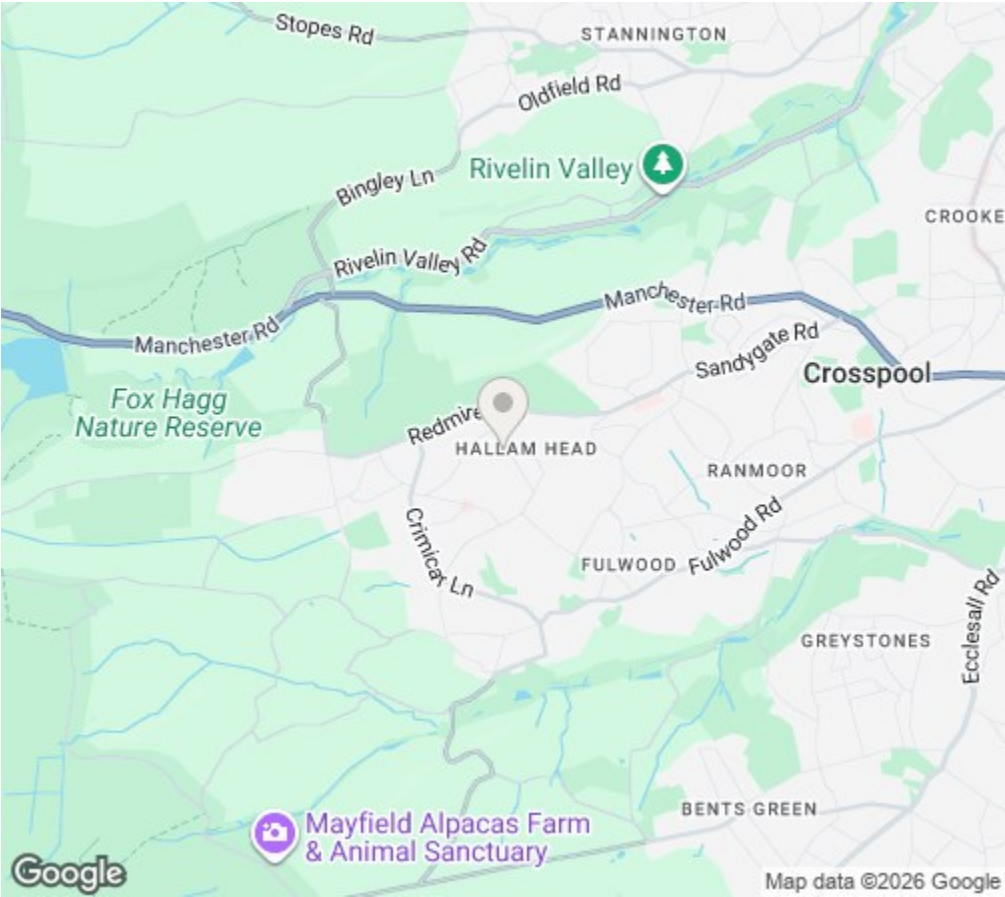 Stopes Rd
STANNINGTON
Oldfield Rd
Rivelin Valley
Bingley Ln
CROOKE
Rivelin Valley Rd
Manchester Rd
Manchester Rd
Sandygate Rd
Crosspool
Fox Hagg
Nature Reserve
Redmire
HALLAM HEAD
RANMOOR
Crimicar Ln
Fulwood Rd
FULWOOD
Ecclesall Rd
GREYSTONES
BENTS GREEN
Mayfield Alpacas Farm
& Animal Sanctuary
Google
Map data ©2026 Google